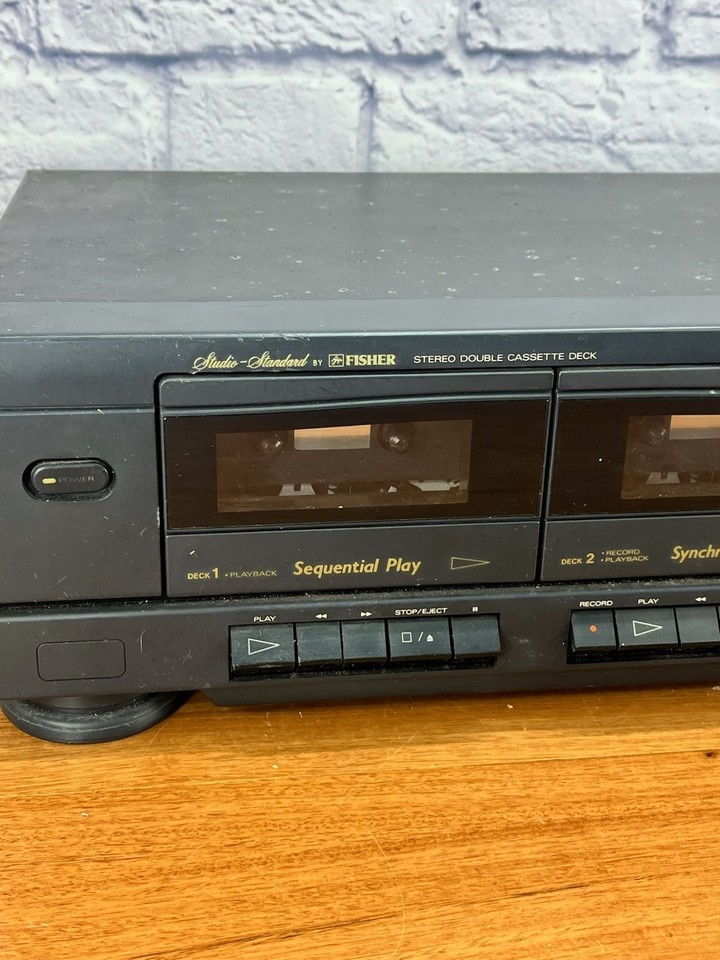 Studio-Standard BY FISHER STEREO DOUBLE CASSETTE DECK
POWER
DECK 1 • PLAYBACK Sequential Play
DECK 2 • RECORD
• PLAYBACK
PLAY ◀◀ ▶▶ STOP/EJECT ⏸
RECORD PLAY ◀◀